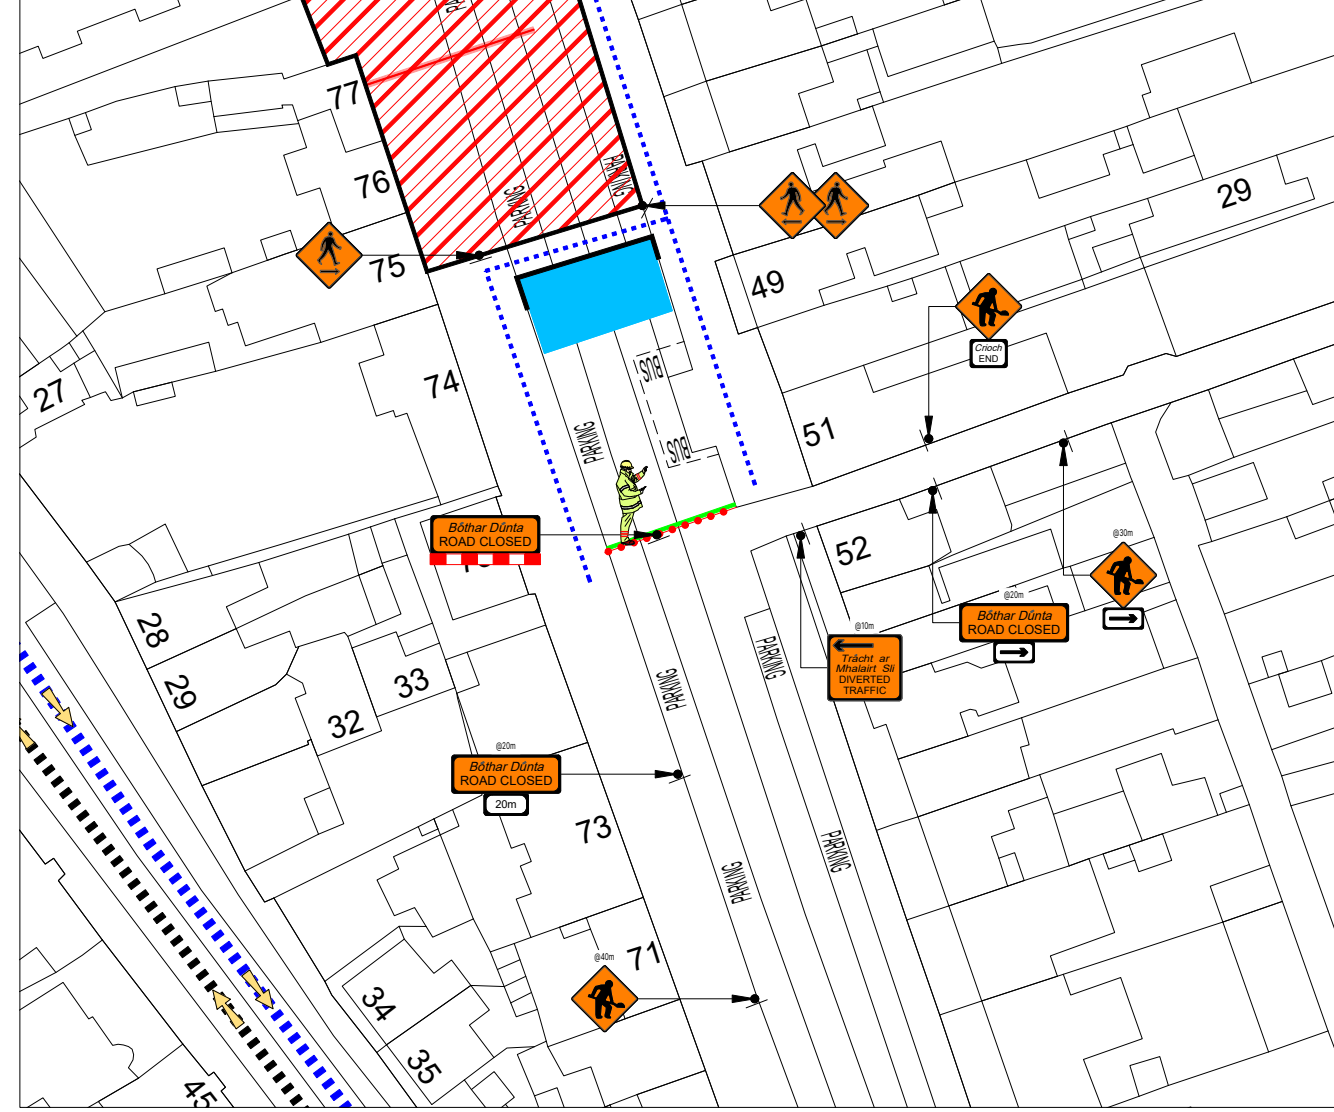 PARKING
PARKING
77
76
75
29
49
Críoch
END
27
74
BUS
BUS
PARKING
51
Bóthar Dúnta
ROAD CLOSED
52
@30m
@20m
Bóthar Dúnta
ROAD CLOSED
@10m
Trácht ar
Mhalairt Slí
DIVERTED
TRAFFIC
28
29
33
32
PARKING
PARKING
@20m
Bóthar Dúnta
ROAD CLOSED
20m
73
PARKING
PARKING
71
@40m
34
35
45